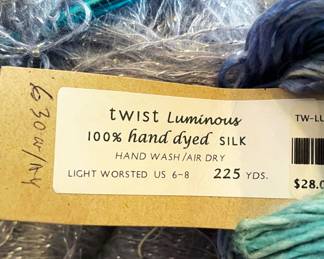 twist Luminous
100% hand dyed SILK
HAND WASH/AIR DRY
LIGHT WORSTED US 6-8 225 YDS.
TW-LU
$28.0